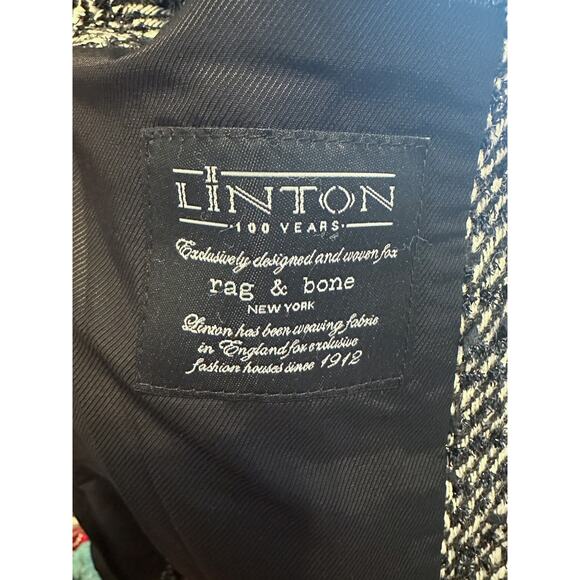 LINTON
100 YEARS
Exclusively designed and woven for
rag & bone
NEW YORK
Linton has been weaving fabric
in England for exclusive
fashion houses since 1912